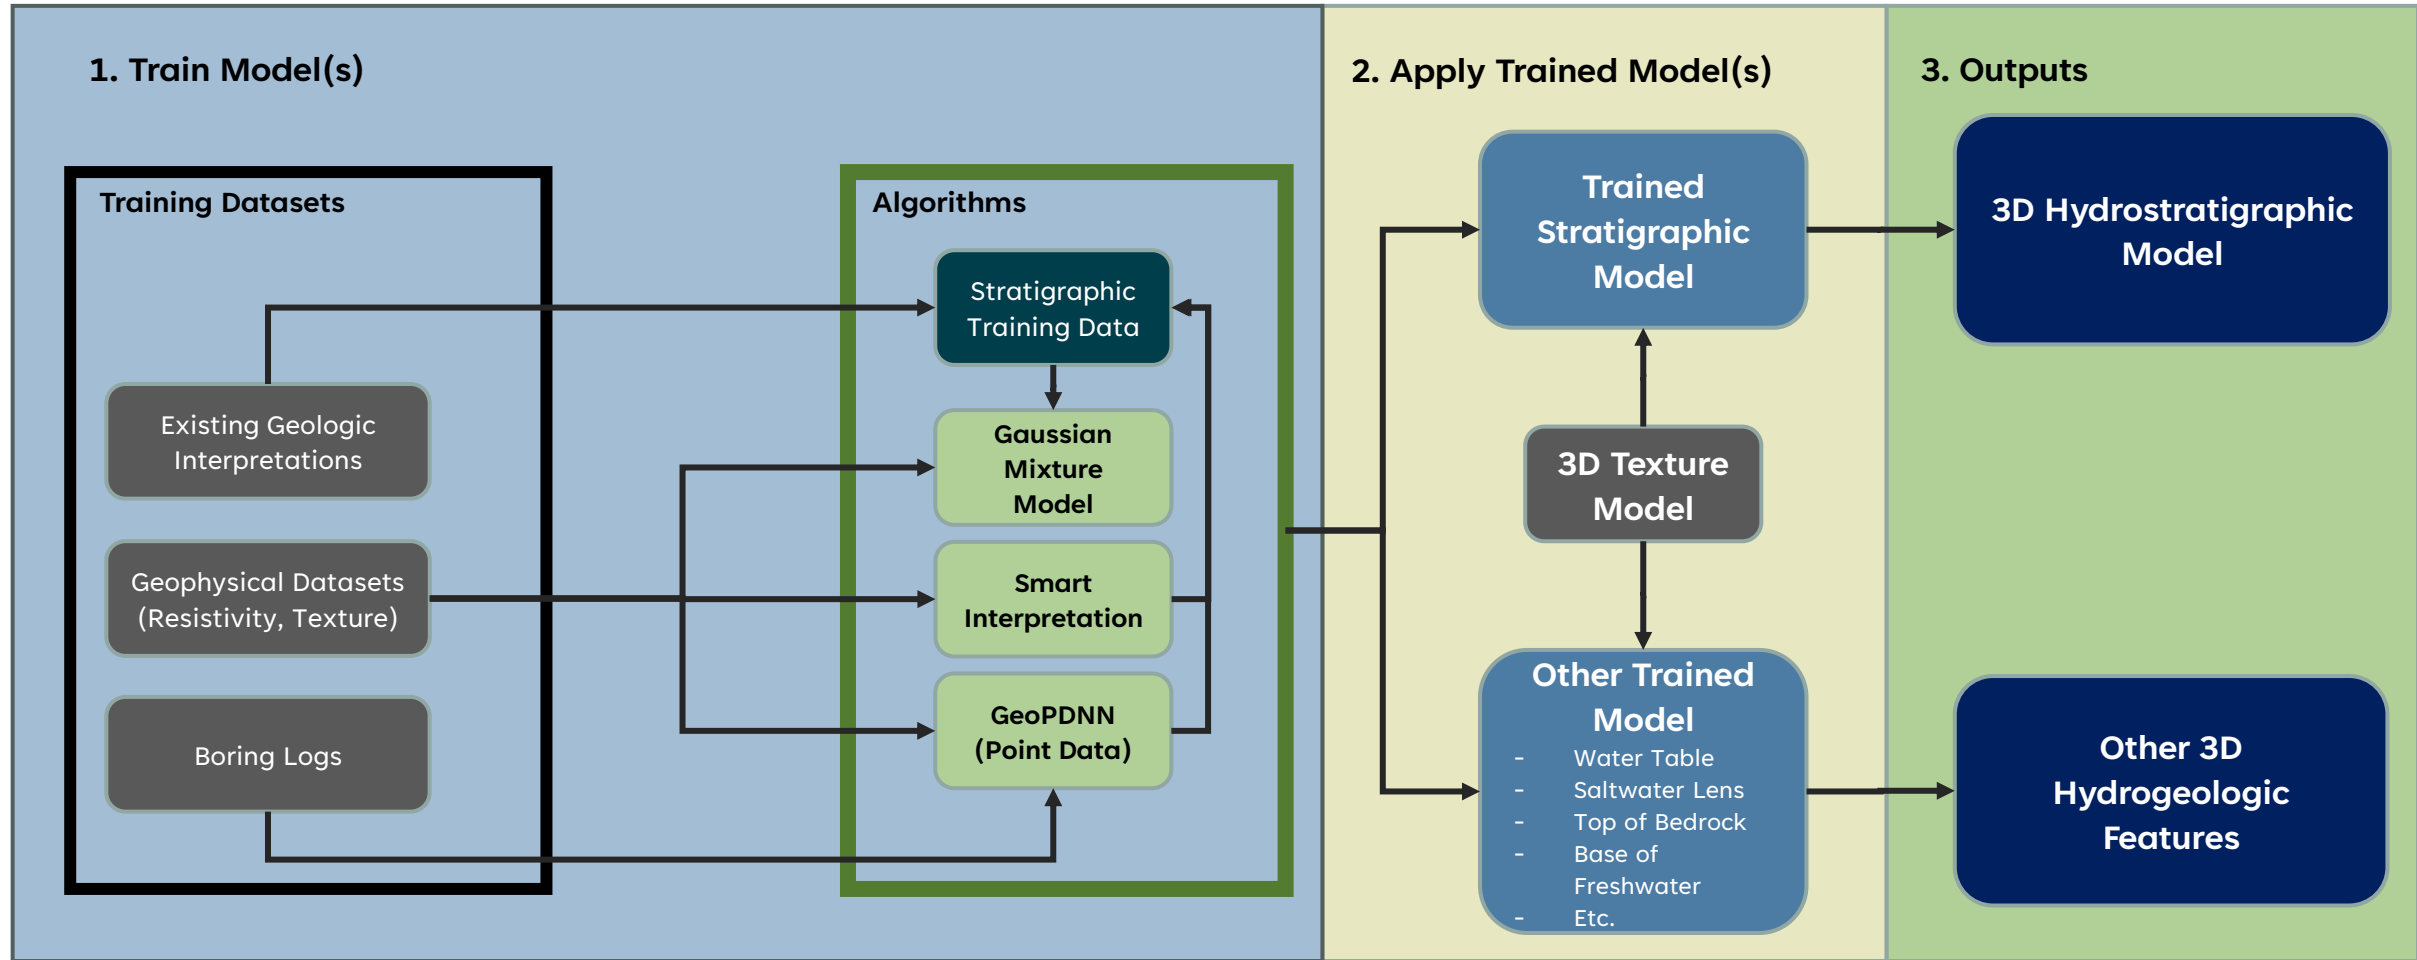 1. Train Model(s)
Training Datasets
Existing Geologic
Interpretations
Geophysical Datasets
(Resistivity, Texture)
Boring Logs
Algorithms
Stratigraphic
Training Data
Gaussian
Mixture
Model
Smart
Interpretation
GeoPDNN
(Point Data)
2. Apply Trained Model(s)
Trained
Stratigraphic
Model
3D Texture
Model
Other Trained
Model
- Water Table
- Saltwater Lens
- Top of Bedrock
- Base of
Freshwater
- Etc.
3. Outputs
3D Hydrostratigraphic
Model
Other 3D
Hydrogeologic
Features